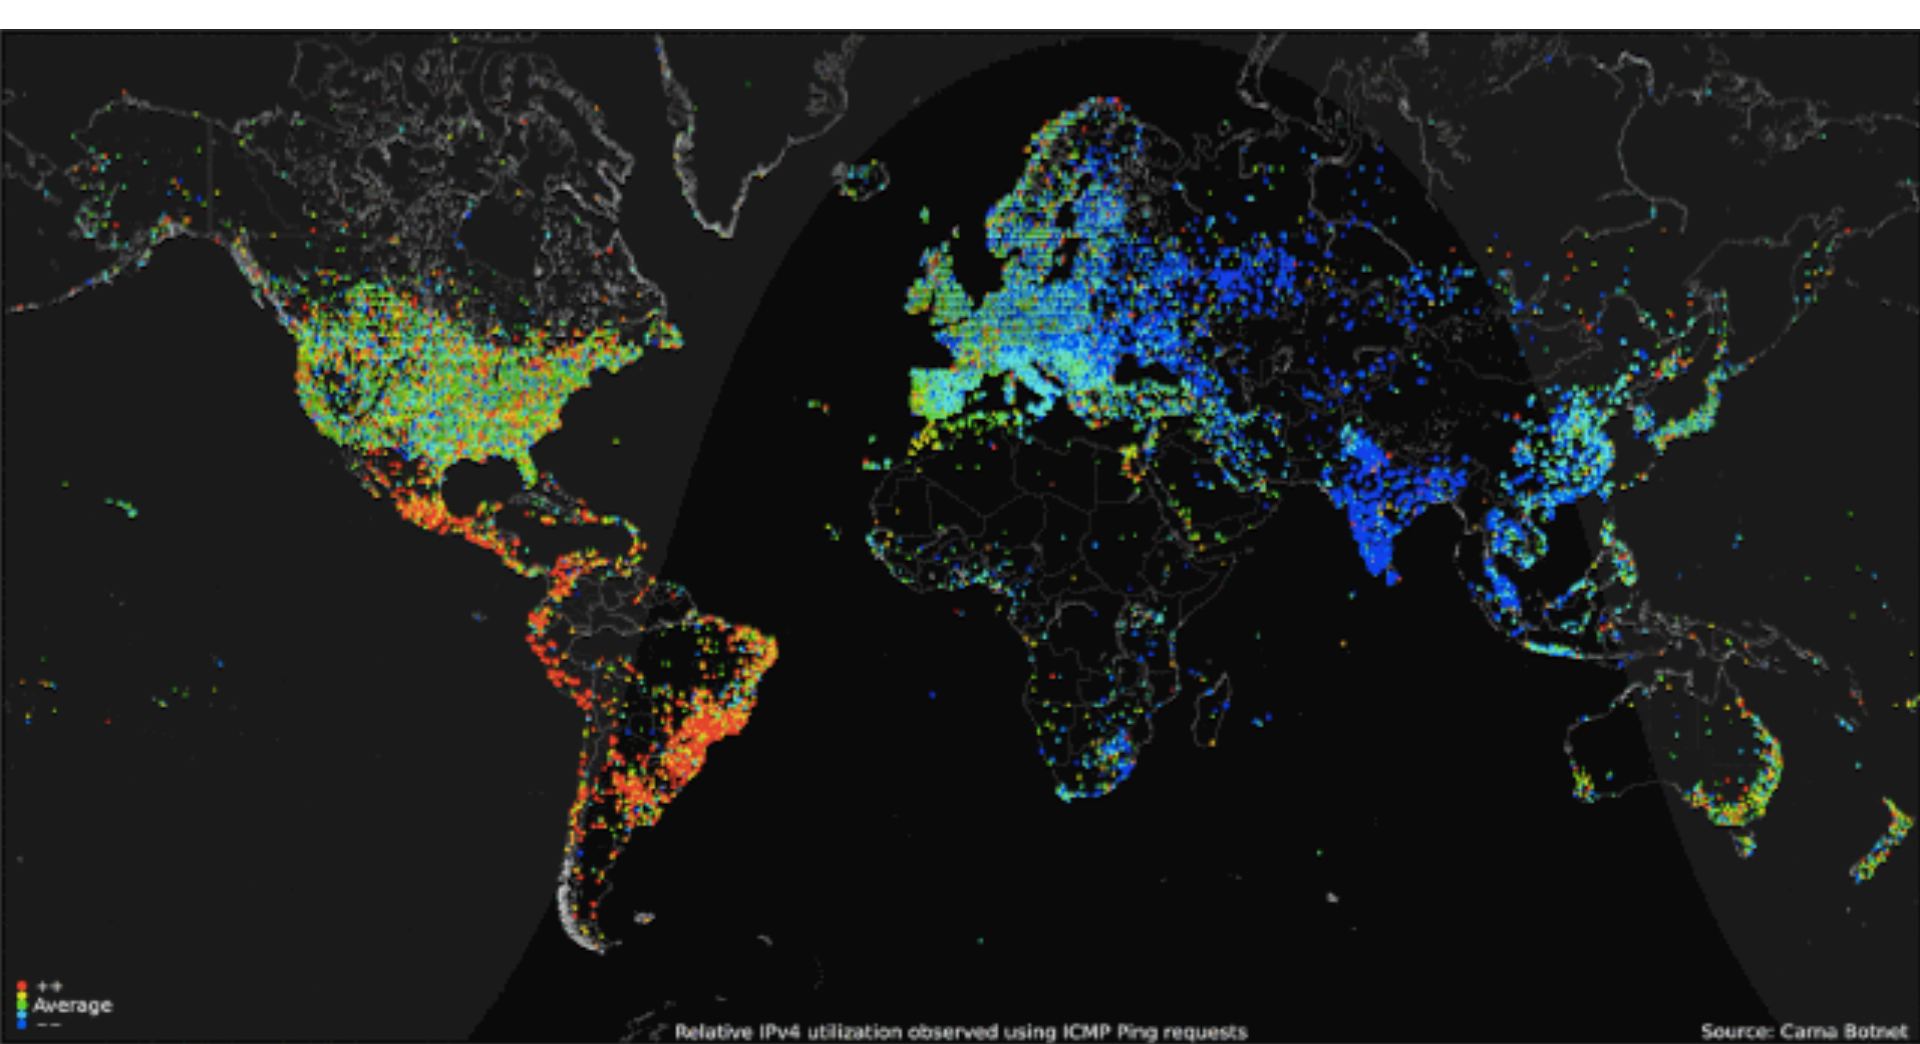 ++
Average
--
Relative IPv4 utilization observed using ICMP Ping requests
Source: Carna Botnet